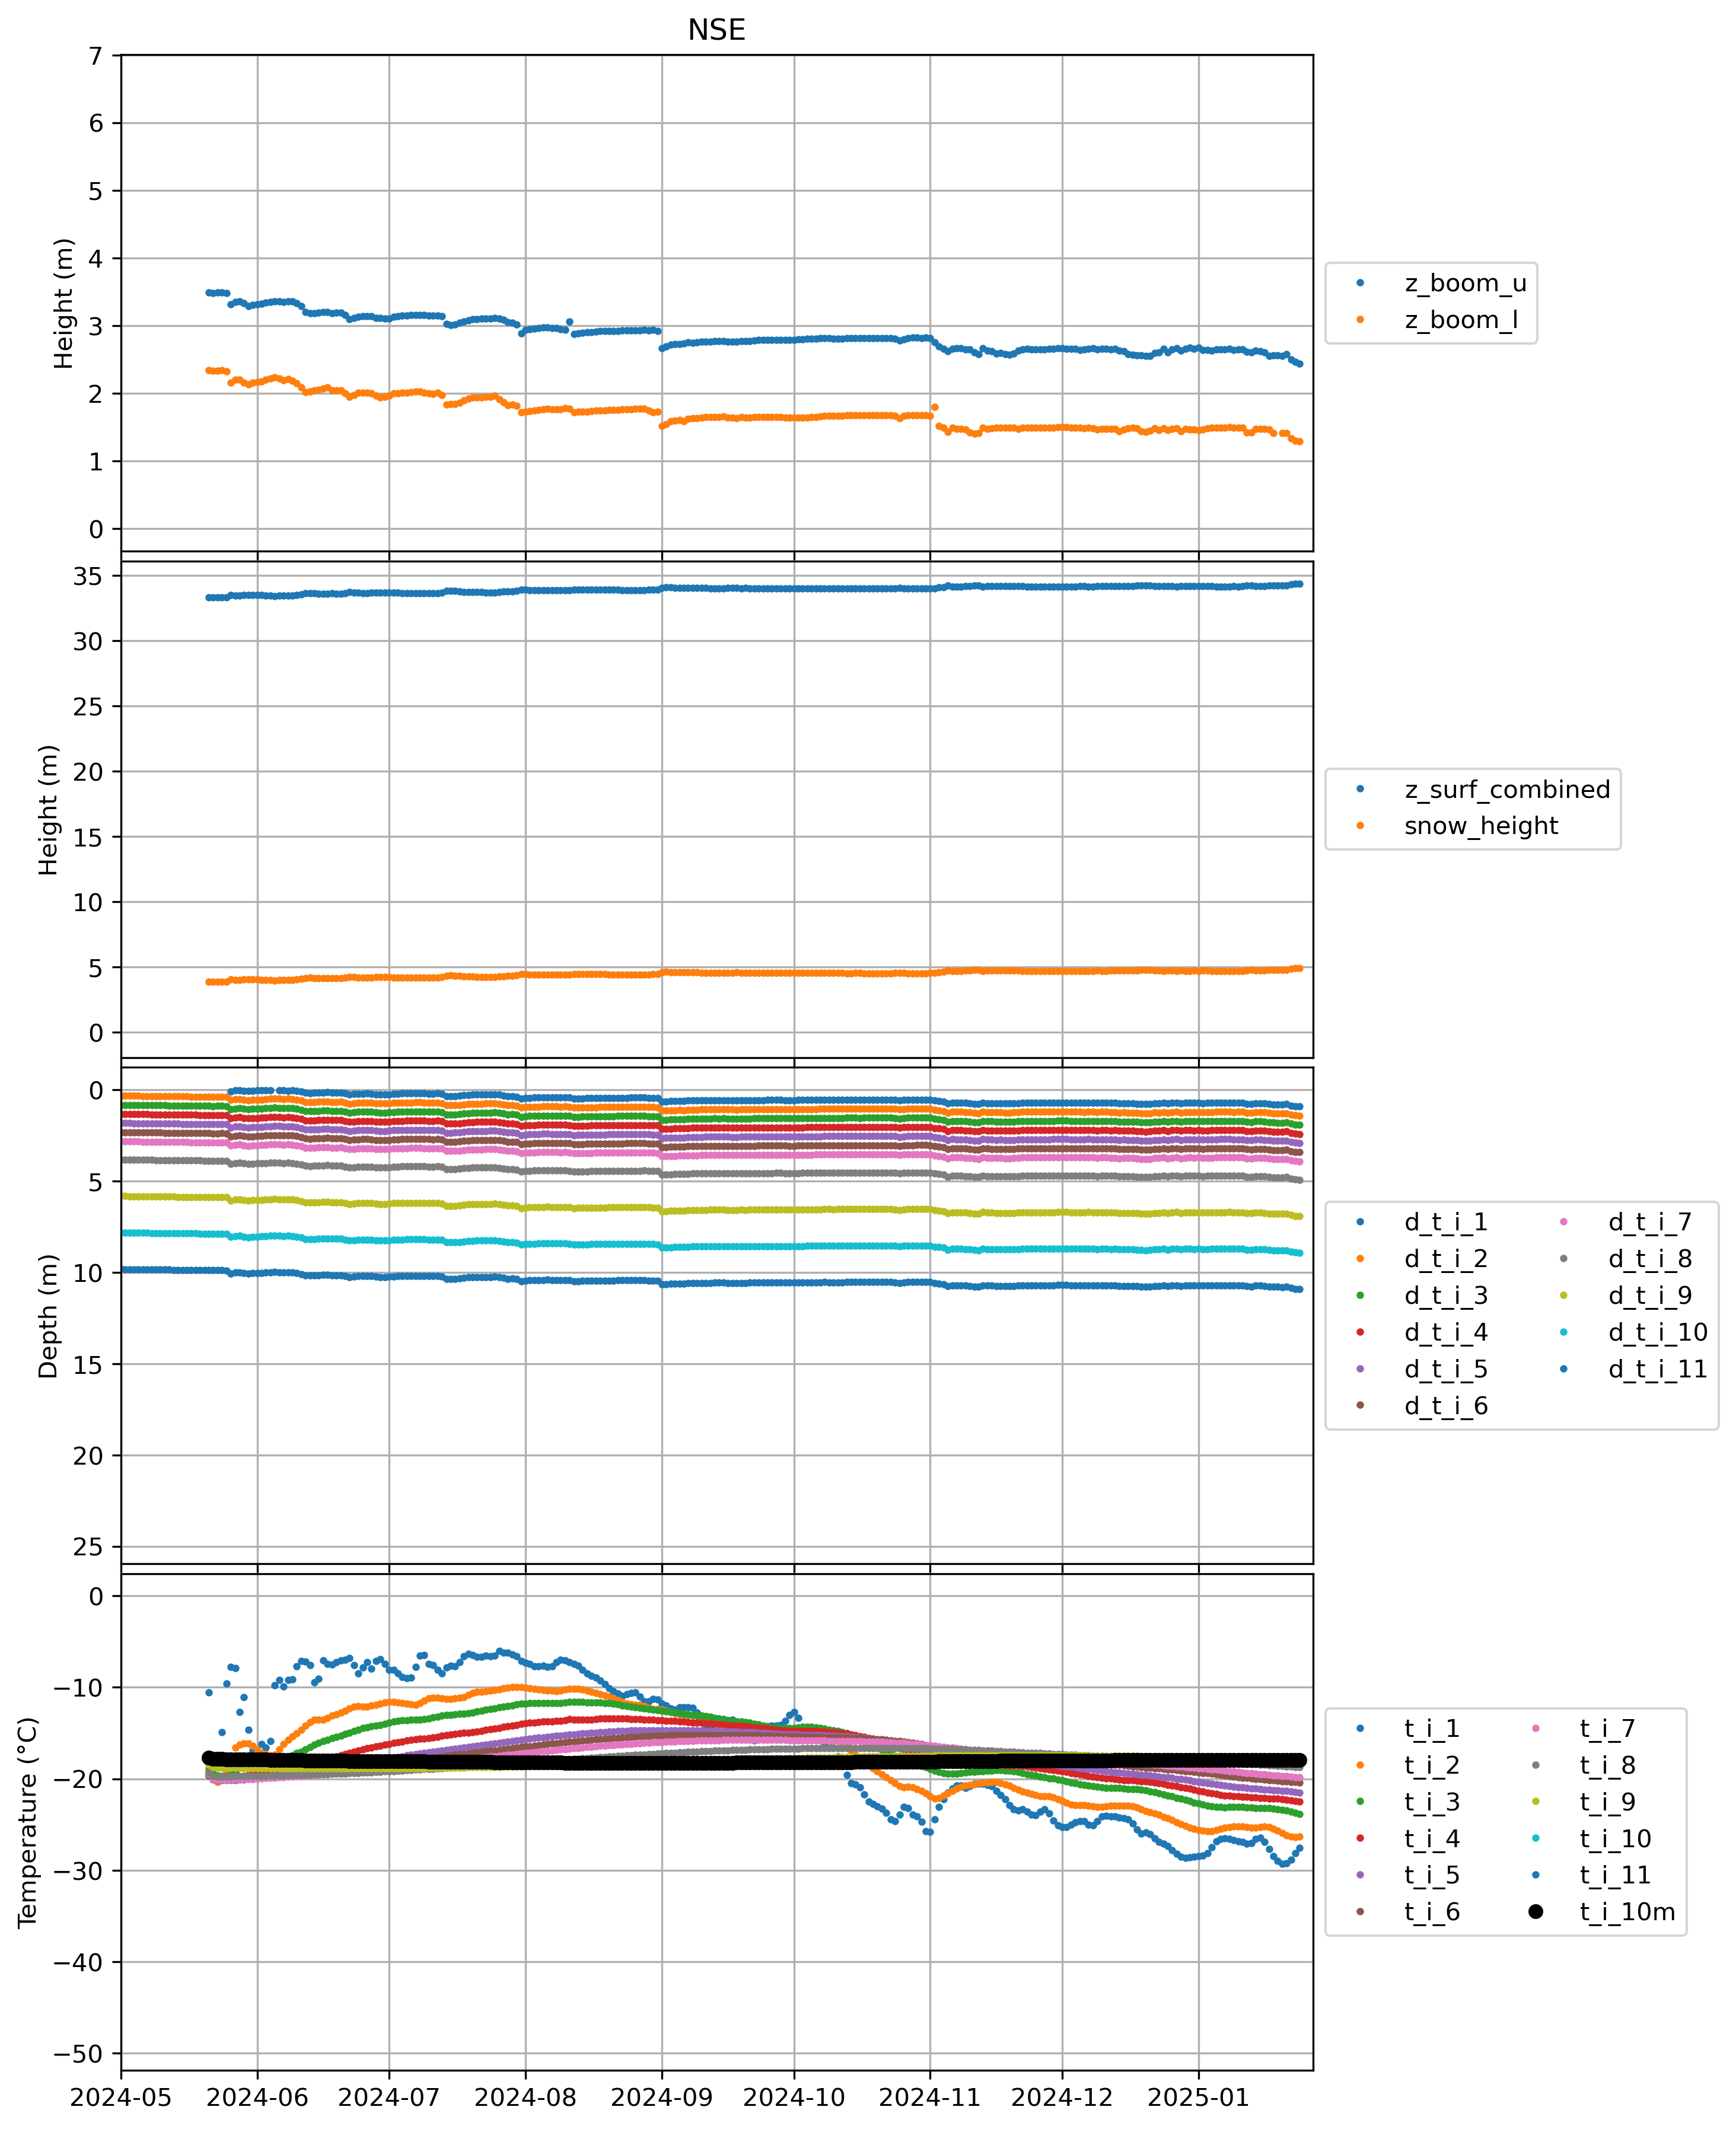 NSE
7
6
5
4
3
2
1
0
Height (m)
z_boom_u
z_boom_l
35
30
25
20
15
10
5
0
Height (m)
z_surf_combined
snow_height
0
5
10
15
20
25
Depth (m)
d_t_i_1
d_t_i_2
d_t_i_3
d_t_i_4
d_t_i_5
d_t_i_6
d_t_i_7
d_t_i_8
d_t_i_9
d_t_i_10
d_t_i_11
0
−10
−20
−30
−40
−50
Temperature (°C)
t_i_1
t_i_2
t_i_3
t_i_4
t_i_5
t_i_6
t_i_7
t_i_8
t_i_9
t_i_10
t_i_11
t_i_10m
2024-05 2024-06 2024-07 2024-08 2024-09 2024-10 2024-11 2024-12 2025-01